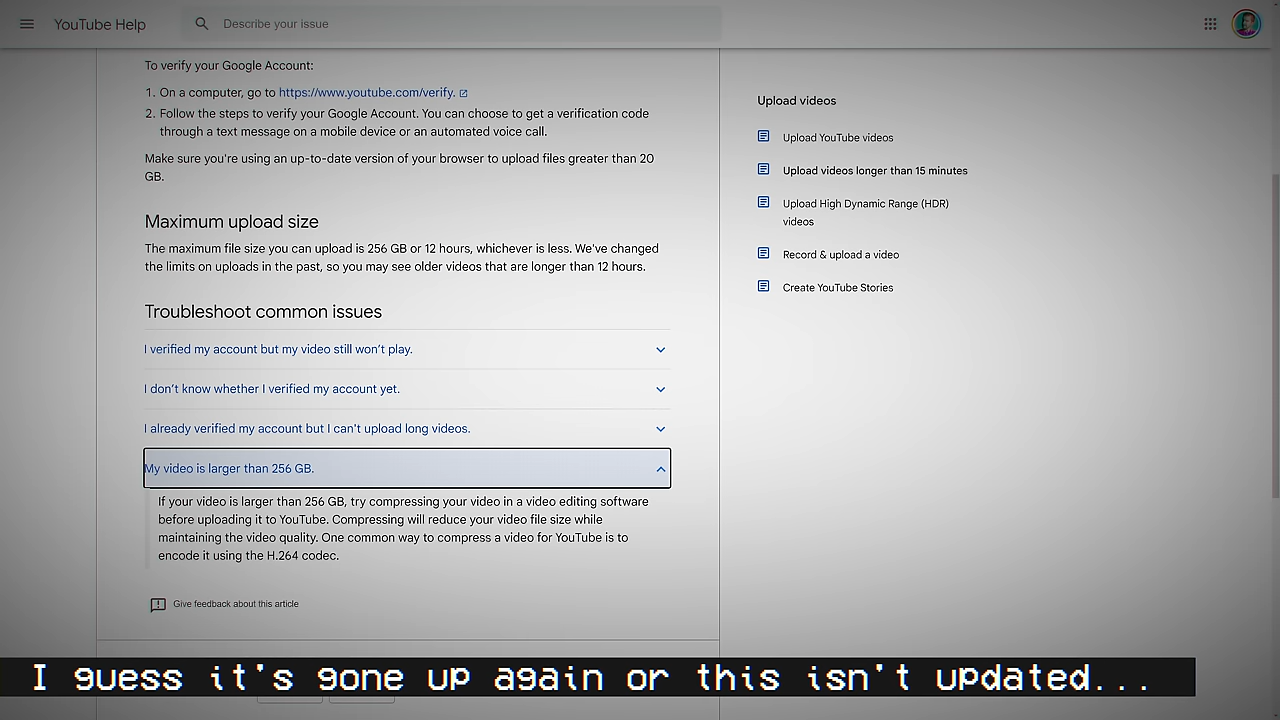 YouTube Help
Describe your issue
To verify your Google Account:
1. On a computer, go to https://www.youtube.com/verify.
2. Follow the steps to verify your Google Account. You can choose to get a verification code
through a text message on a mobile device or an automated voice call.
Make sure you're using an up-to-date version of your browser to upload files greater than 20
GB.
Maximum upload size
The maximum file size you can upload is 256 GB or 12 hours, whichever is less. We've changed
the limits on uploads in the past, so you may see older videos that are longer than 12 hours.
Troubleshoot common issues
I verified my account but my video still won't play.
I don't know whether I verified my account yet.
I already verified my account but I can't upload long videos.
My video is larger than 256 GB.
If your video is larger than 256 GB, try compressing your video in a video editing software
before uploading it to YouTube. Compressing will reduce your video file size while
maintaining the video quality. One common way to compress a video for YouTube is to
encode it using the H.264 codec.
Give feedback about this article
Upload videos
Upload YouTube videos
Upload videos longer than 15 minutes
Upload High Dynamic Range (HDR)
videos
Record & upload a video
Create YouTube Stories
I guess it's gone up again or this isn't updated...